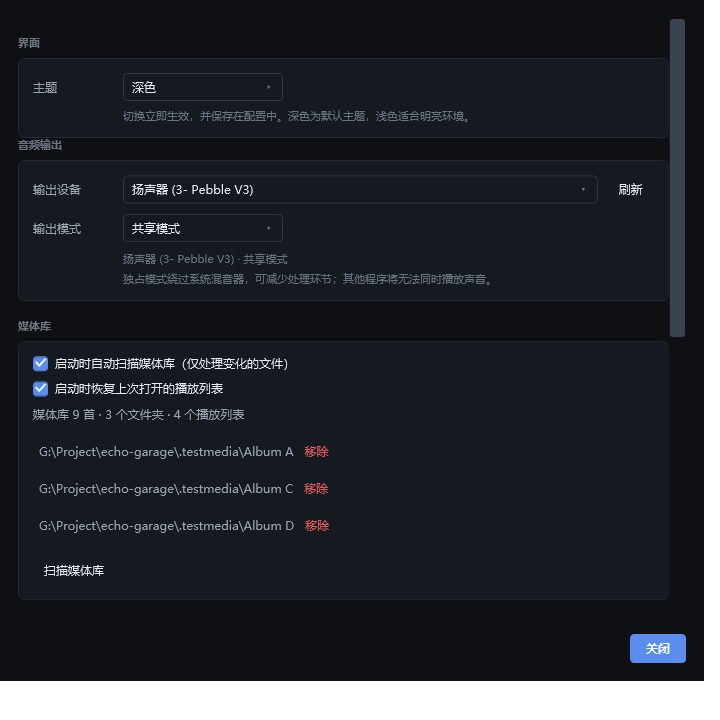 界面
主题 深色
切换立即生效，并保存在配置中。深色为默认主题，浅色适合明亮环境。
音频输出
输出设备 扬声器 (3- Pebble V3) 刷新
输出模式 共享模式
扬声器 (3- Pebble V3) · 共享模式
独占模式绕过系统混音器，可减少处理环节；其他程序将无法同时播放声音。
媒体库
启动时自动扫描媒体库（仅处理变化的文件）
启动时恢复上次打开的播放列表
媒体库 9 首 · 3 个文件夹 · 4 个播放列表
G:\Project\echo-garage\.testmedia\Album A 移除
G:\Project\echo-garage\.testmedia\Album C 移除
G:\Project\echo-garage\.testmedia\Album D 移除
扫描媒体库
关闭